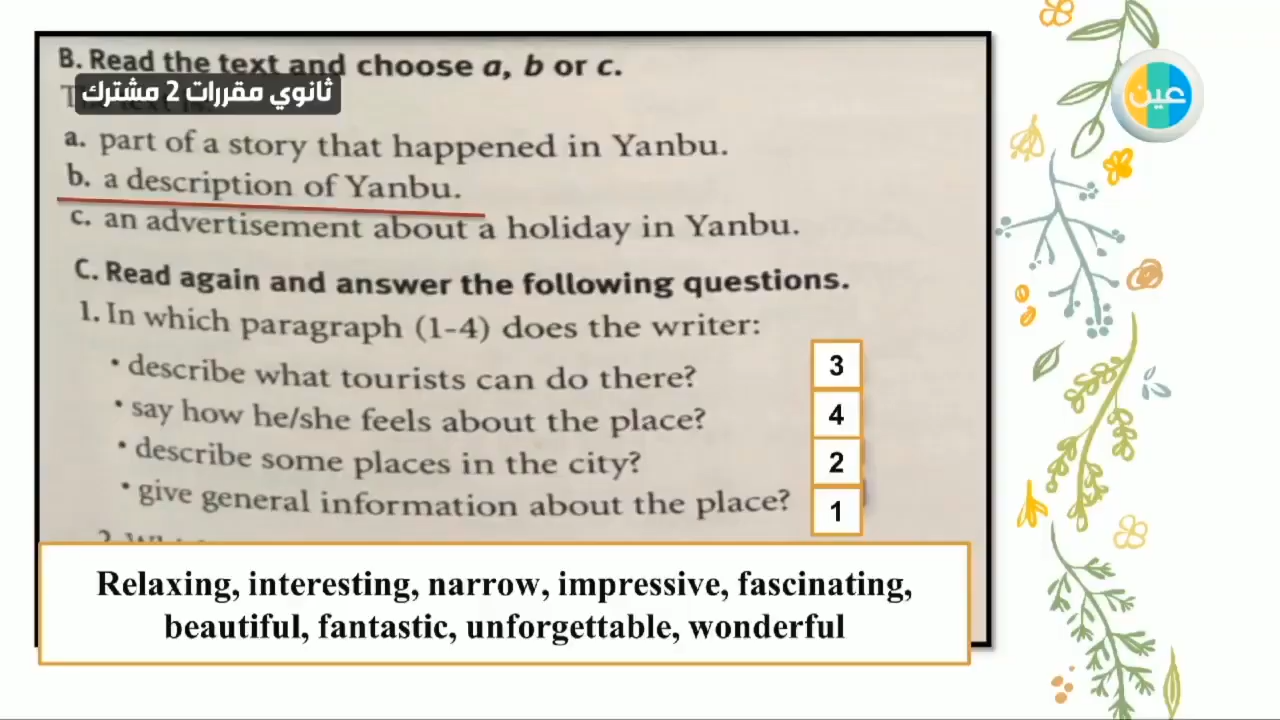 B. Read the text and choose a, b or c.
ثانوي مقررات 2 مشترك
عين
a. part of a story that happened in Yanbu.
b. a description of Yanbu.
c. an advertisement about a holiday in Yanbu.
C. Read again and answer the following questions.
1. In which paragraph (1-4) does the writer:
• describe what tourists can do there? 3
• say how he/she feels about the place? 4
• describe some places in the city? 2
• give general information about the place? 1
Relaxing, interesting, narrow, impressive, fascinating,
beautiful, fantastic, unforgettable, wonderful